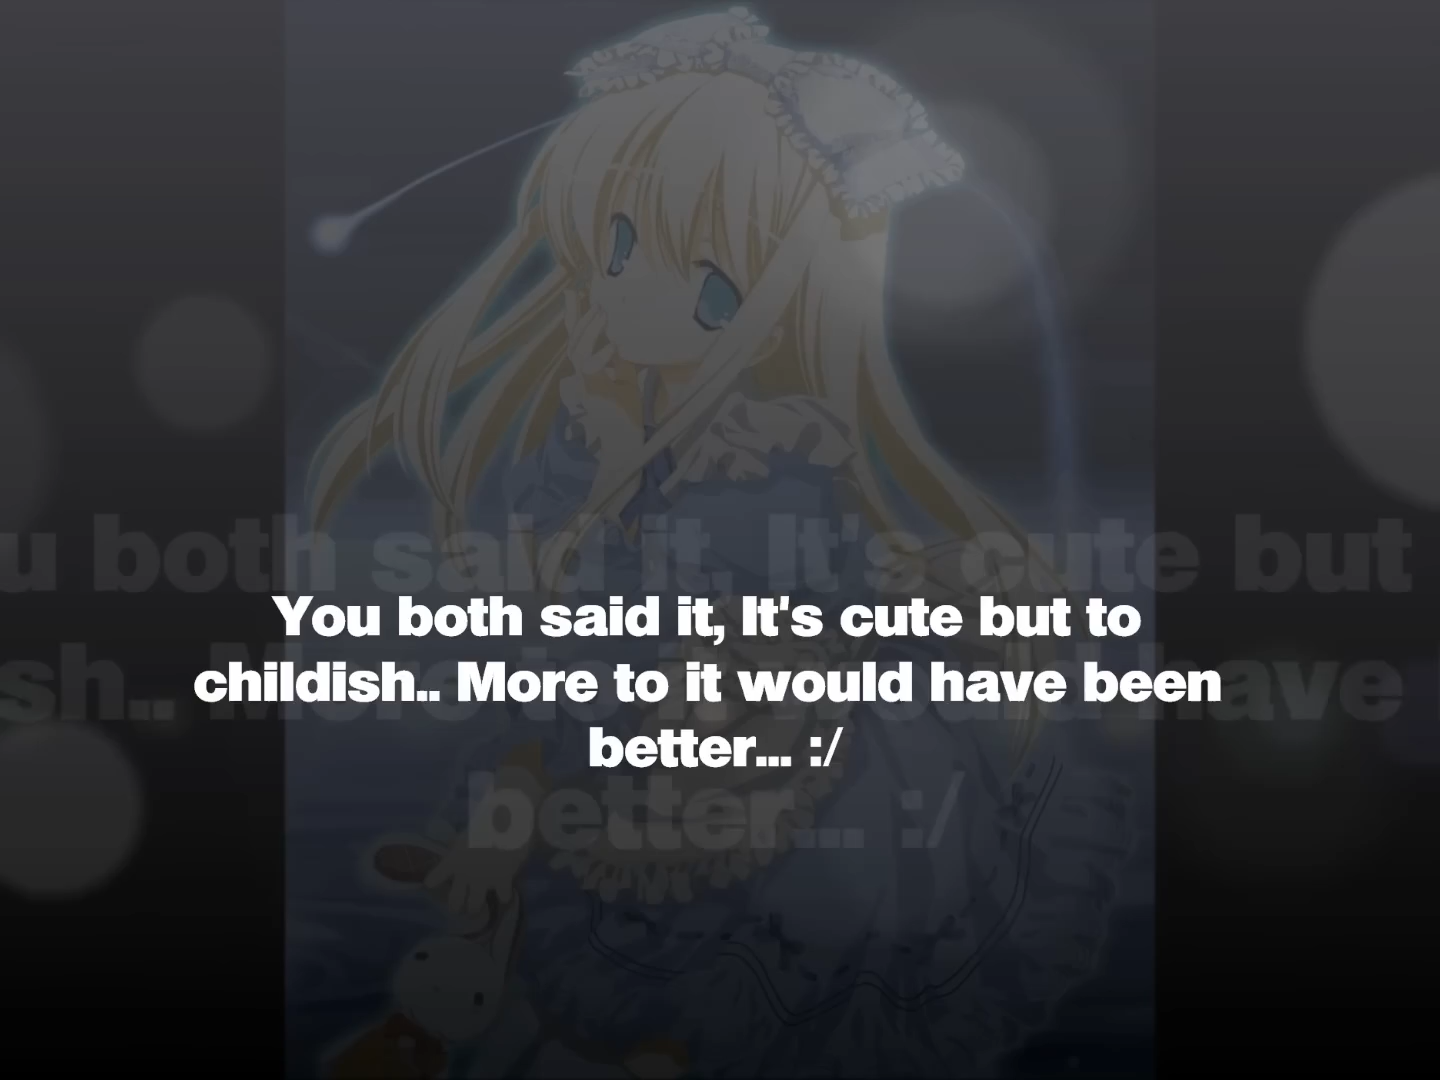 You both said it, It's cute but to
childish.. More to it would have been
better... :/